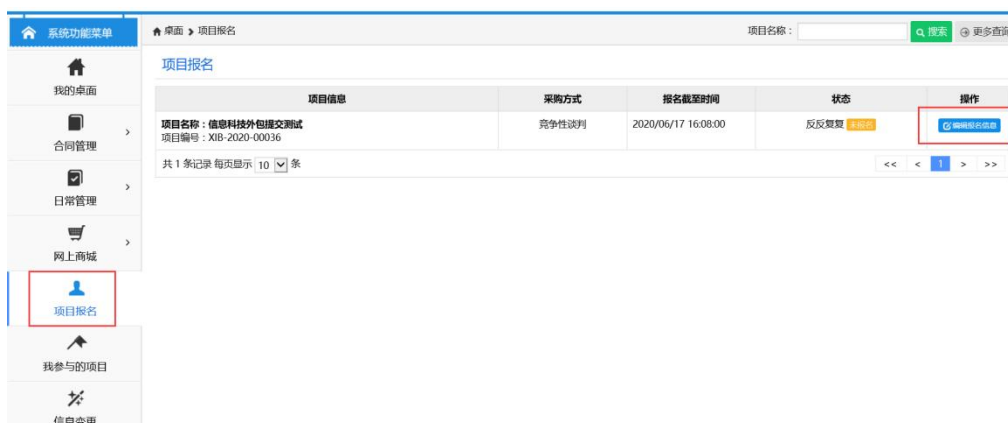 系统功能菜单
桌面 项目报名
项目名称：
搜索
更多查询
我的桌面
合同管理
日常管理
网上商城
项目报名
我参与的项目
信息变更
项目报名
项目信息 采购方式 报名截至时间 状态 操作
项目名称：信息科技外包提交测试
项目编号：XIB-2020-00036
竞争性谈判
2020/06/17 16:08:00
反反复复 未报名
编辑报名信息
共 1 条记录 每页显示 10 条
<< < 1 > >>